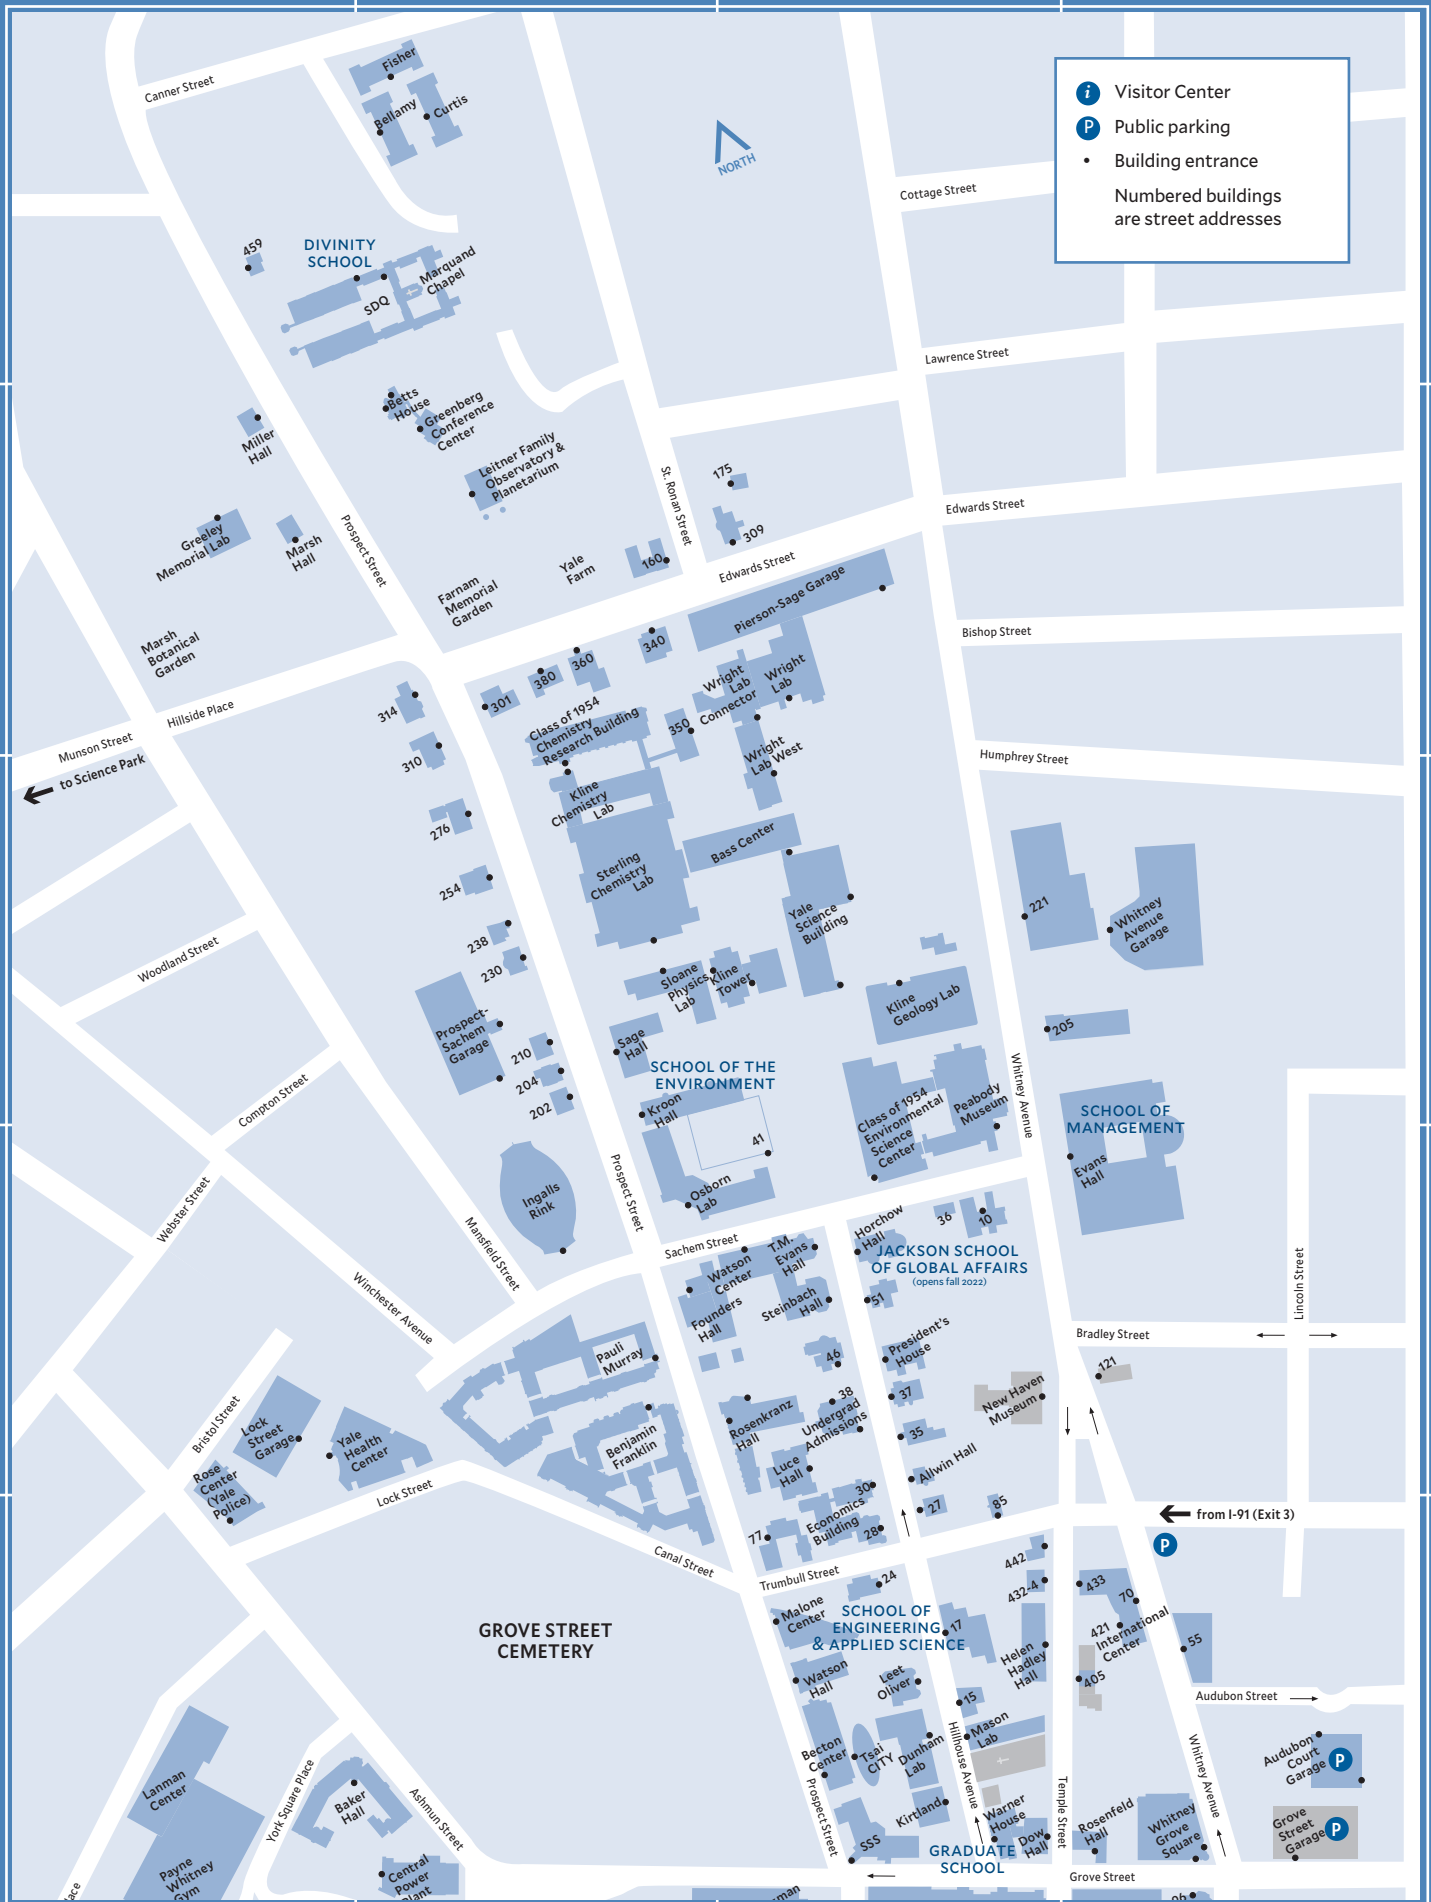 Visitor Center
Public parking
Building entrance
Numbered buildings
are street addresses
i
P
NORTH
Canner Street
Fisher
Bellamy
Curtis
Cottage Street
459
DIVINITY
SCHOOL
SDQ
Marquand
Chapel
Lawrence Street
Betts
House
Greenberg
Conference
Center
Miller
Hall
Leitner Family
Observatory &
Planetarium
St. Ronan Street
175
309
Edwards Street
Edwards Street
Greeley
Memorial Lab
Marsh
Hall
Prospect Street
Yale
Farm
160
Farnam
Memorial
Garden
Marsh
Botanical
Garden
Pierson-Sage Garage
Bishop Street
340
360
380
301
314
Hillside Place
Munson Street
to Science Park
310
Class of 1954
Chemistry
Research Building
350
Wright
Lab
Connector
Wright
Lab
Wright
Lab West
Humphrey Street
Kline
Chemistry
Lab
276
Bass Center
Sterling
Chemistry
Lab
254
Yale
Science
Building
221
Whitney
Avenue
Garage
238
230
Woodland Street
Sloane
Physics
Lab
Kline
Tower
Kline
Geology Lab
205
Prospect-
Sachem
Garage
Sage
Hall
210
204
202
SCHOOL OF THE
ENVIRONMENT
Whitney Avenue
Kroon
Hall
41
Class of 1954
Environmental
Science
Center
Peabody
Museum
SCHOOL OF
MANAGEMENT
Evans
Hall
Compton Street
Webster Street
Ingalls
Rink
Prospect Street
Osborn
Lab
Mansfield Street
Winchester Avenue
Sachem Street
Horchow
Hall
36
10
JACKSON SCHOOL
OF GLOBAL AFFAIRS
(opens fall 2022)
Watson
Center
T.M.
Evans
Hall
Founders
Hall
Steinbach
Hall
51
Lincoln Street
Bradley Street
President's
House
46
Pauli
Murray
121
New Haven
Museum
37
38
Undergrad
Admissions
Rosenkranz
Hall
35
Bristol Street
Lock
Street
Garage
Yale
Health
Center
Benjamin
Franklin
Luce
Hall
Allwin Hall
Rose
Center
(Yale
Police)
Lock Street
30
Economics
Building
28
27
85
from I-91 (Exit 3)
P
77
Canal Street
Trumbull Street
442
432-4
433
70
24
421
International
Center
Malone
Center
SCHOOL OF
ENGINEERING
& APPLIED SCIENCE
17
Helen
Hadley
Hall
55
405
GROVE STREET
CEMETERY
Watson
Hall
Leet
Oliver
15
Audubon Street
Mason
Lab
Becton
Center
Tsai
CITY
Dunham
Lab
Hillhouse Avenue
Whitney Avenue
Audubon
Court
Garage
P
Lanman
Center
York Square Place
Baker
Hall
Ashmun Street
Prospect Street
Kirtland
Warner
House
Dow
Hall
Temple Street
Rosenfeld
Hall
Whitney
Grove
Square
Grove
Street
Garage
P
SSS
GRADUATE
SCHOOL
Grove Street
Payne
Whitney
Gym
Central
Power
Plant